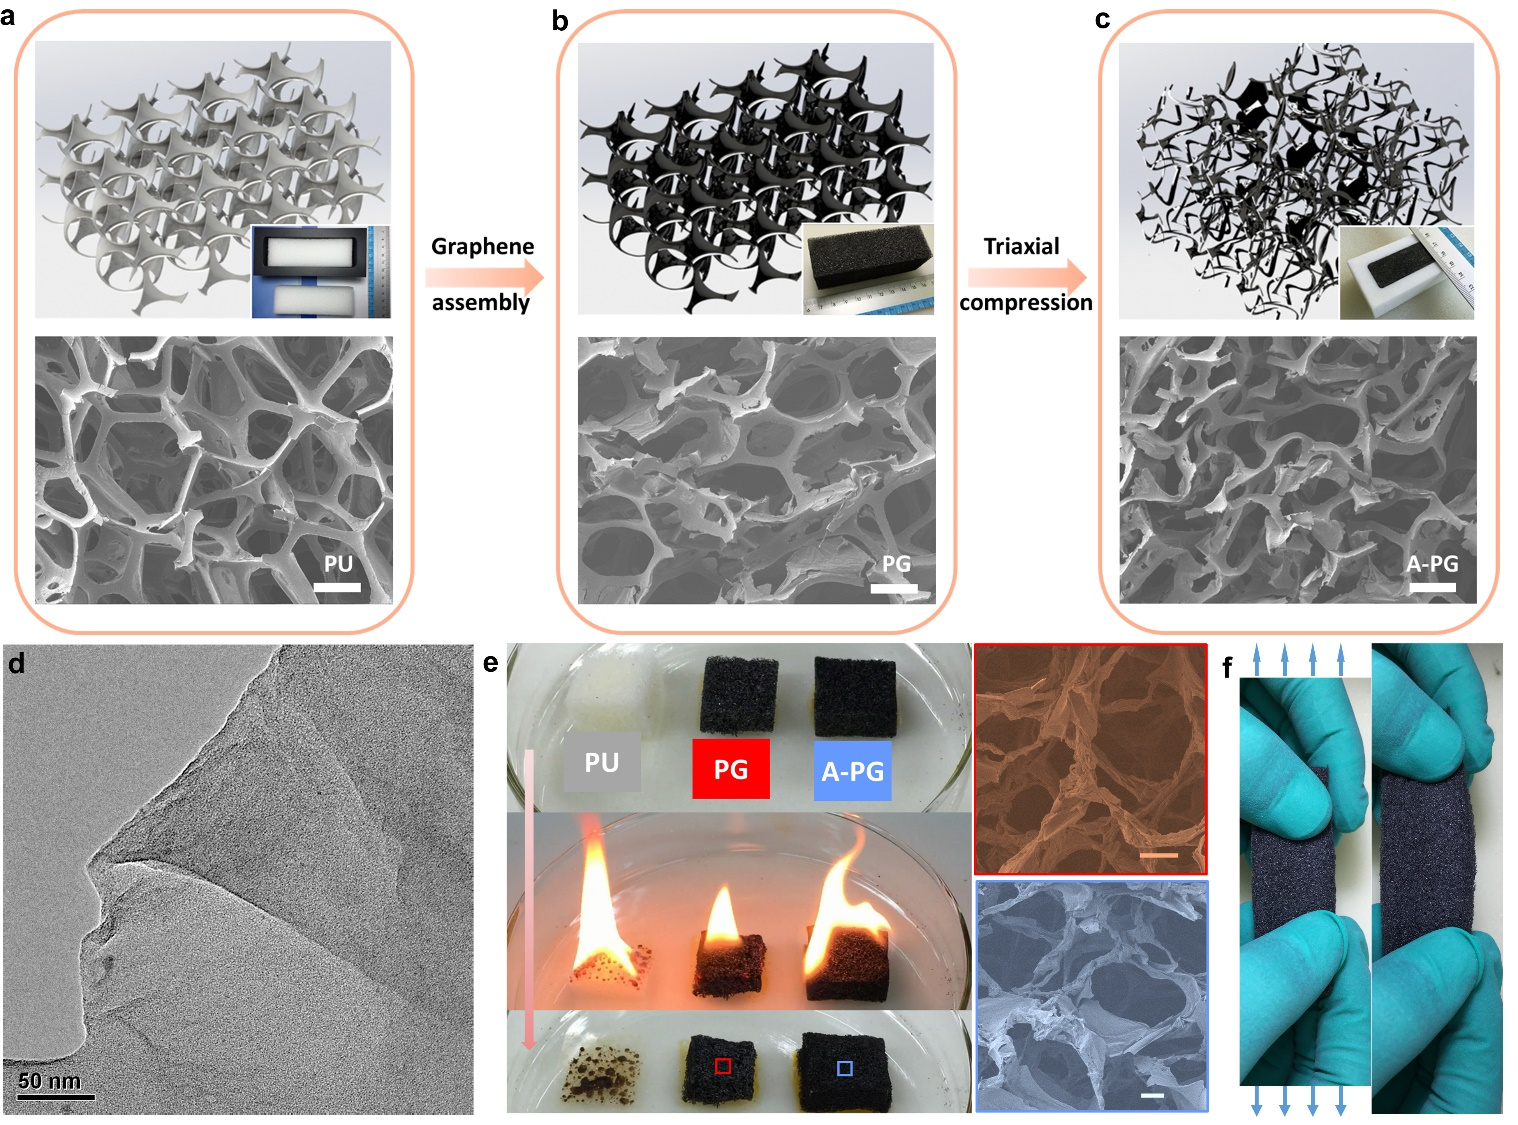 a
b
c
Graphene
assembly
Triaxial
compression
PU
PG
A-PG
d
e
f
PU
PG
A-PG
50 nm